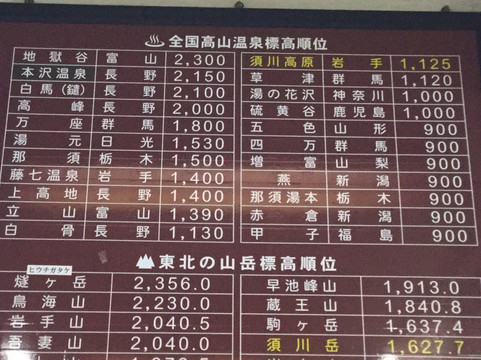 ♨全国高山温泉標高順位
地獄谷 富山 2,300
本沢温泉 長野 2,150
白馬(鑓) 長野 2,100
高峰 長野 2,000
万座 群馬 1,800
湯元 日光 1,530
那須 栃木 1,500
藤七温泉 岩手 1,400
上高地 長野 1,400
立山 富山 1,390
白骨 長野 1,130
須川高原 岩手 1,125
草津 群馬 1,120
湯の花沢 神奈川 1,000
硫黄谷 鹿児島 1,000
五色 山形 900
四万 群馬 900
増富 山梨 900
燕 新潟 900
那須湯本 栃木 900
赤倉 新潟 900
甲子 福島 900
東北の山岳標高順位
ヒウチガタケ
燧ヶ岳 2,356.0
鳥海山 2,230.0
岩手山 2,040.5
吾妻山 2,040.0
早池峰山 1,913.0
蔵王山 1,840.8
駒ヶ岳 1,637.4
須川岳 1,627.7